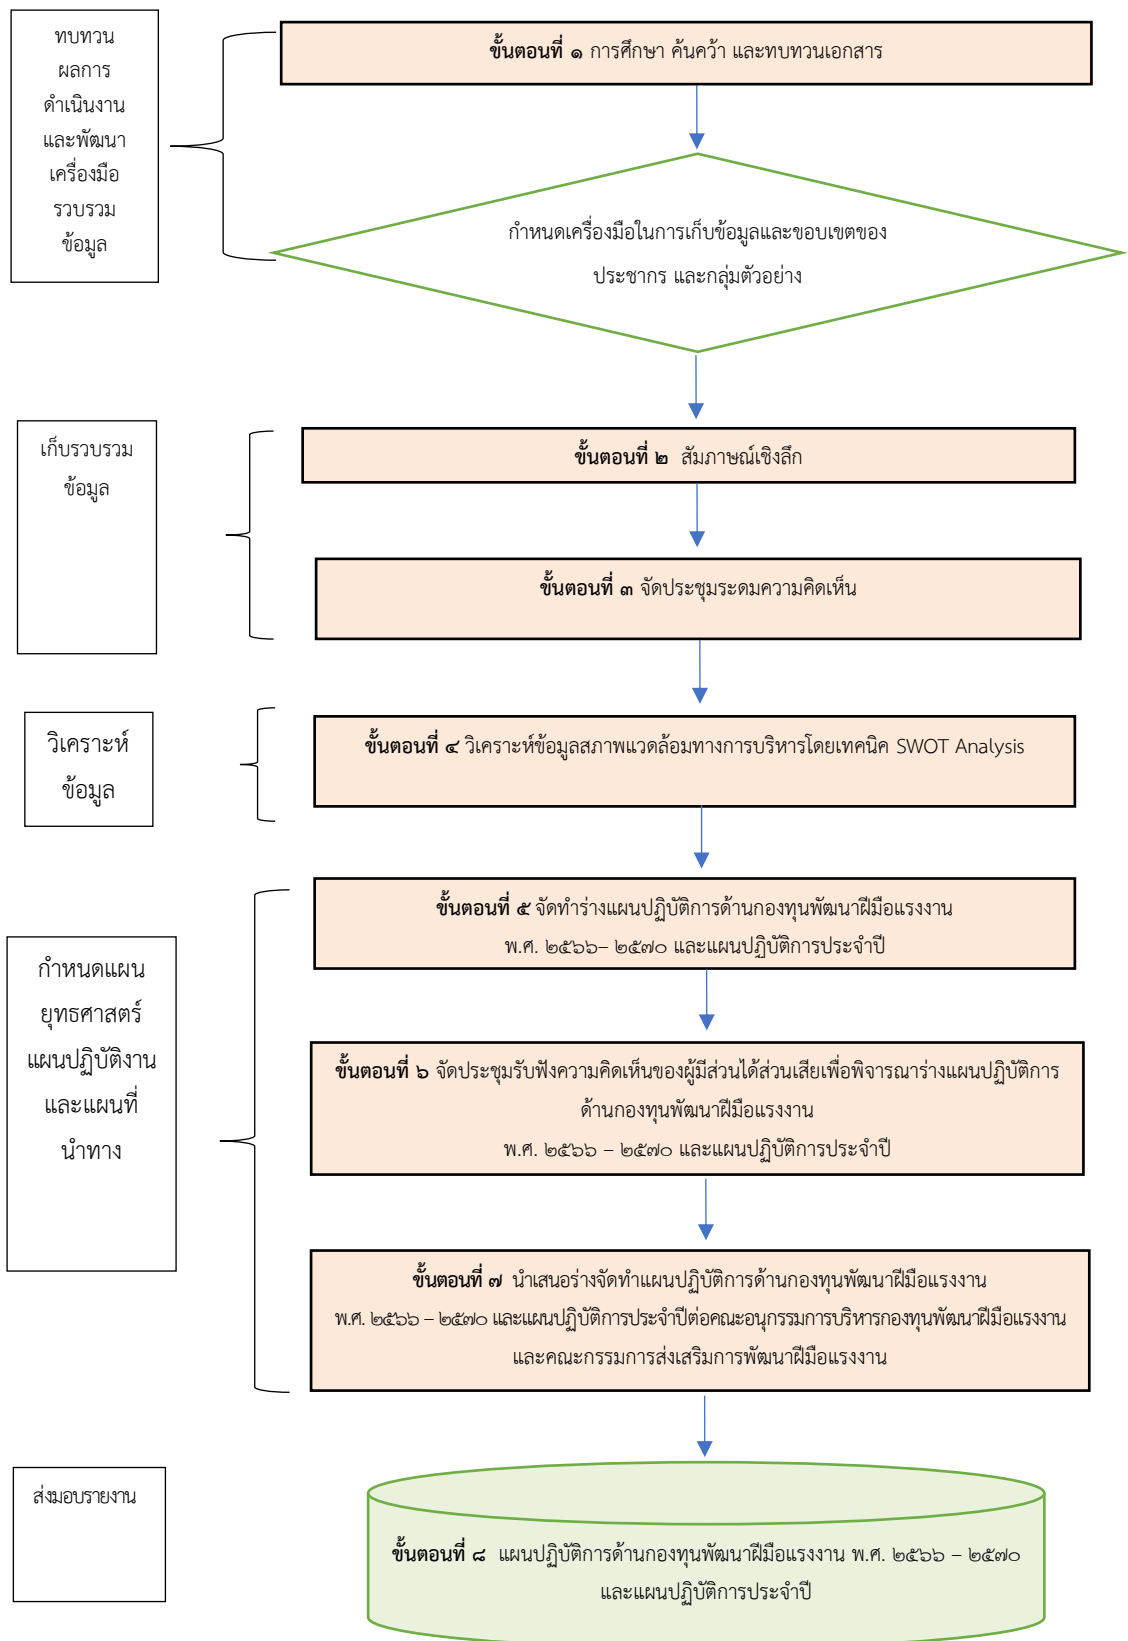 ทบทวน
ผลการ
ดำเนินงาน
และพัฒนา
เครื่องมือ
รวบรวม
ข้อมูล
ขั้นตอนที่ ๑ การศึกษา ค้นคว้า และทบทวนเอกสาร
กำหนดเครื่องมือในการเก็บข้อมูลและขอบเขตของ
ประชากร และกลุ่มตัวอย่าง
เก็บรวบรวม
ข้อมูล
ขั้นตอนที่ ๒ สัมภาษณ์เชิงลึก
ขั้นตอนที่ ๓ จัดประชุมระดมความคิดเห็น
วิเคราะห์
ข้อมูล
ขั้นตอนที่ ๔ วิเคราะห์ข้อมูลสภาพแวดล้อมทางการบริหารโดยเทคนิค SWOT Analysis
กำหนดแผน
ยุทธศาสตร์
แผนปฏิบัติงาน
และแผนที่
นำทาง
ขั้นตอนที่ ๕ จัดทำร่างแผนปฏิบัติการด้านกองทุนพัฒนาฝีมือแรงงาน
พ.ศ. ๒๕๖๖– ๒๕๗๐ และแผนปฏิบัติการประจำปี
ขั้นตอนที่ ๖ จัดประชุมรับฟังความคิดเห็นของผู้มีส่วนได้ส่วนเสียเพื่อพิจารณาร่างแผนปฏิบัติการ
ด้านกองทุนพัฒนาฝีมือแรงงาน
พ.ศ. ๒๕๖๖ – ๒๕๗๐ และแผนปฏิบัติการประจำปี
ขั้นตอนที่ ๗ นำเสนอร่างจัดทำแผนปฏิบัติการด้านกองทุนพัฒนาฝีมือแรงงาน
พ.ศ. ๒๕๖๖ – ๒๕๗๐ และแผนปฏิบัติการประจำปีต่อคณะอนุกรรมการบริหารกองทุนพัฒนาฝีมือแรงงาน
และคณะกรรมการส่งเสริมการพัฒนาฝีมือแรงงาน
ส่งมอบรายงาน
ขั้นตอนที่ ๘ แผนปฏิบัติการด้านกองทุนพัฒนาฝีมือแรงงาน พ.ศ. ๒๕๖๖ – ๒๕๗๐
และแผนปฏิบัติการประจำปี